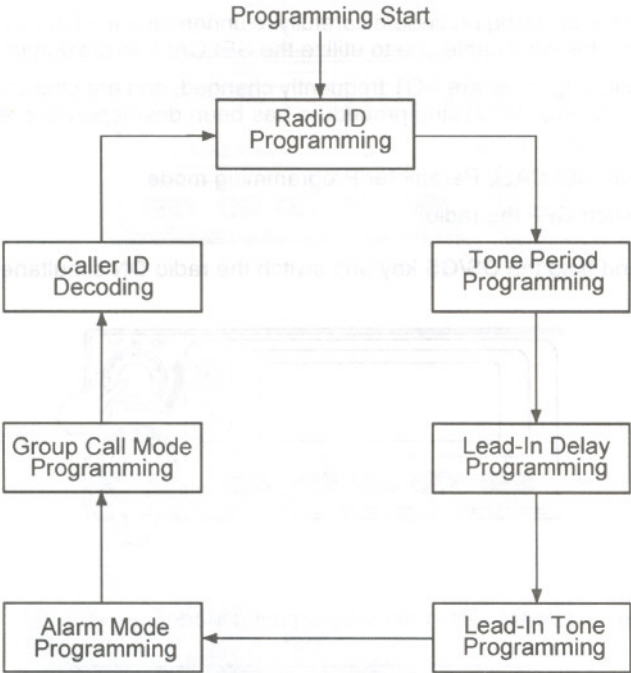 Programming Start
Radio ID
Programming
Tone Period
Programming
Lead-In Delay
Programming
Lead-In Tone
Programming
Alarm Mode
Programming
Group Call Mode
Programming
Caller ID
Decoding